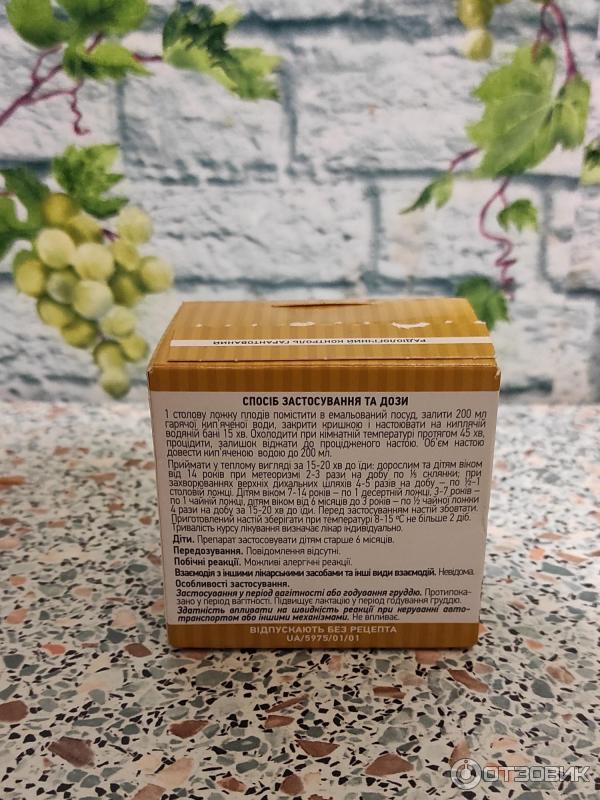 РАДІОЛОГІЧНИЙ КОНТРОЛЬ ГАРАНТОВАНИЙ
СПОСІБ ЗАСТОСУВАННЯ ТА ДОЗИ
1 столову ложку плодів помістити в емальований посуд, залити 200 мл
гарячої кип'яченої води, закрити кришкою і настоювати на киплячій
водяній бані 15 хв. Охолодити при кімнатній температурі протягом 45 хв,
процідити, залишок віджати до процідженого настою. Об'єм настою
довести кип'яченою водою до 200 мл.
Приймати у теплому вигляді за 15-20 хв до їди: дорослим та дітям віком
від 14 років при метеоризмі 2-3 рази на добу по ⅓ склянки; при
захворюваннях верхніх дихальних шляхів 4-5 разів на добу – по ½–1
столовій ложці. Дітям віком 7-14 років – по 1 десертній ложці, 3-7 років –
по 1 чайній ложці, дітям віком від 6 місяців до 3 років – по ½ чайної ложки
4 рази на добу за 15-20 хв до їди. Перед застосуванням настій збовтати.
Приготовлений настій зберігати при температурі 8-15 ºС не більше 2 діб.
Тривалість курсу лікування визначає лікар індивідуально.
Діти. Препарат застосовувати дітям старше 6 місяців.
Передозування. Повідомлення відсутні.
Побічні реакції. Можливі алергічні реакції.
Взаємодія з іншими лікарськими засобами та інші види взаємодій. Невідома.
Особливості застосування.
Застосування у період вагітності або годування груддю. Протипока-
зано у період вагітності. Підвищує лактацію у період годування груддю.
Здатність впливати на швидкість реакції при керуванні авто-
транспортом або іншими механізмами. Не впливає.
ВІДПУСКАЮТЬ БЕЗ РЕЦЕПТА
UA/5975/01/01
ОТЗОВИК